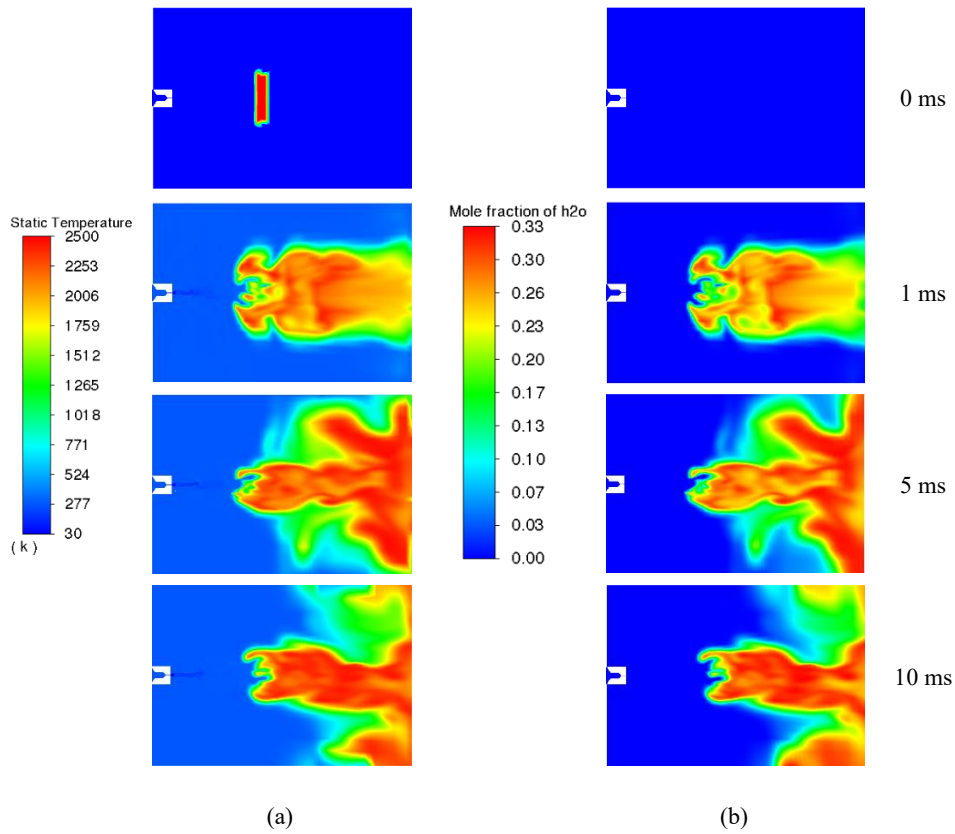 0 ms
Static Temperature
2500
2253
2006
1759
1512
1265
1018
771
524
277
30
( k )
Mole fraction of h2o
0.33
0.30
0.26
0.23
0.20
0.17
0.13
0.10
0.07
0.03
0.00
1 ms
5 ms
10 ms
(a)
(b)